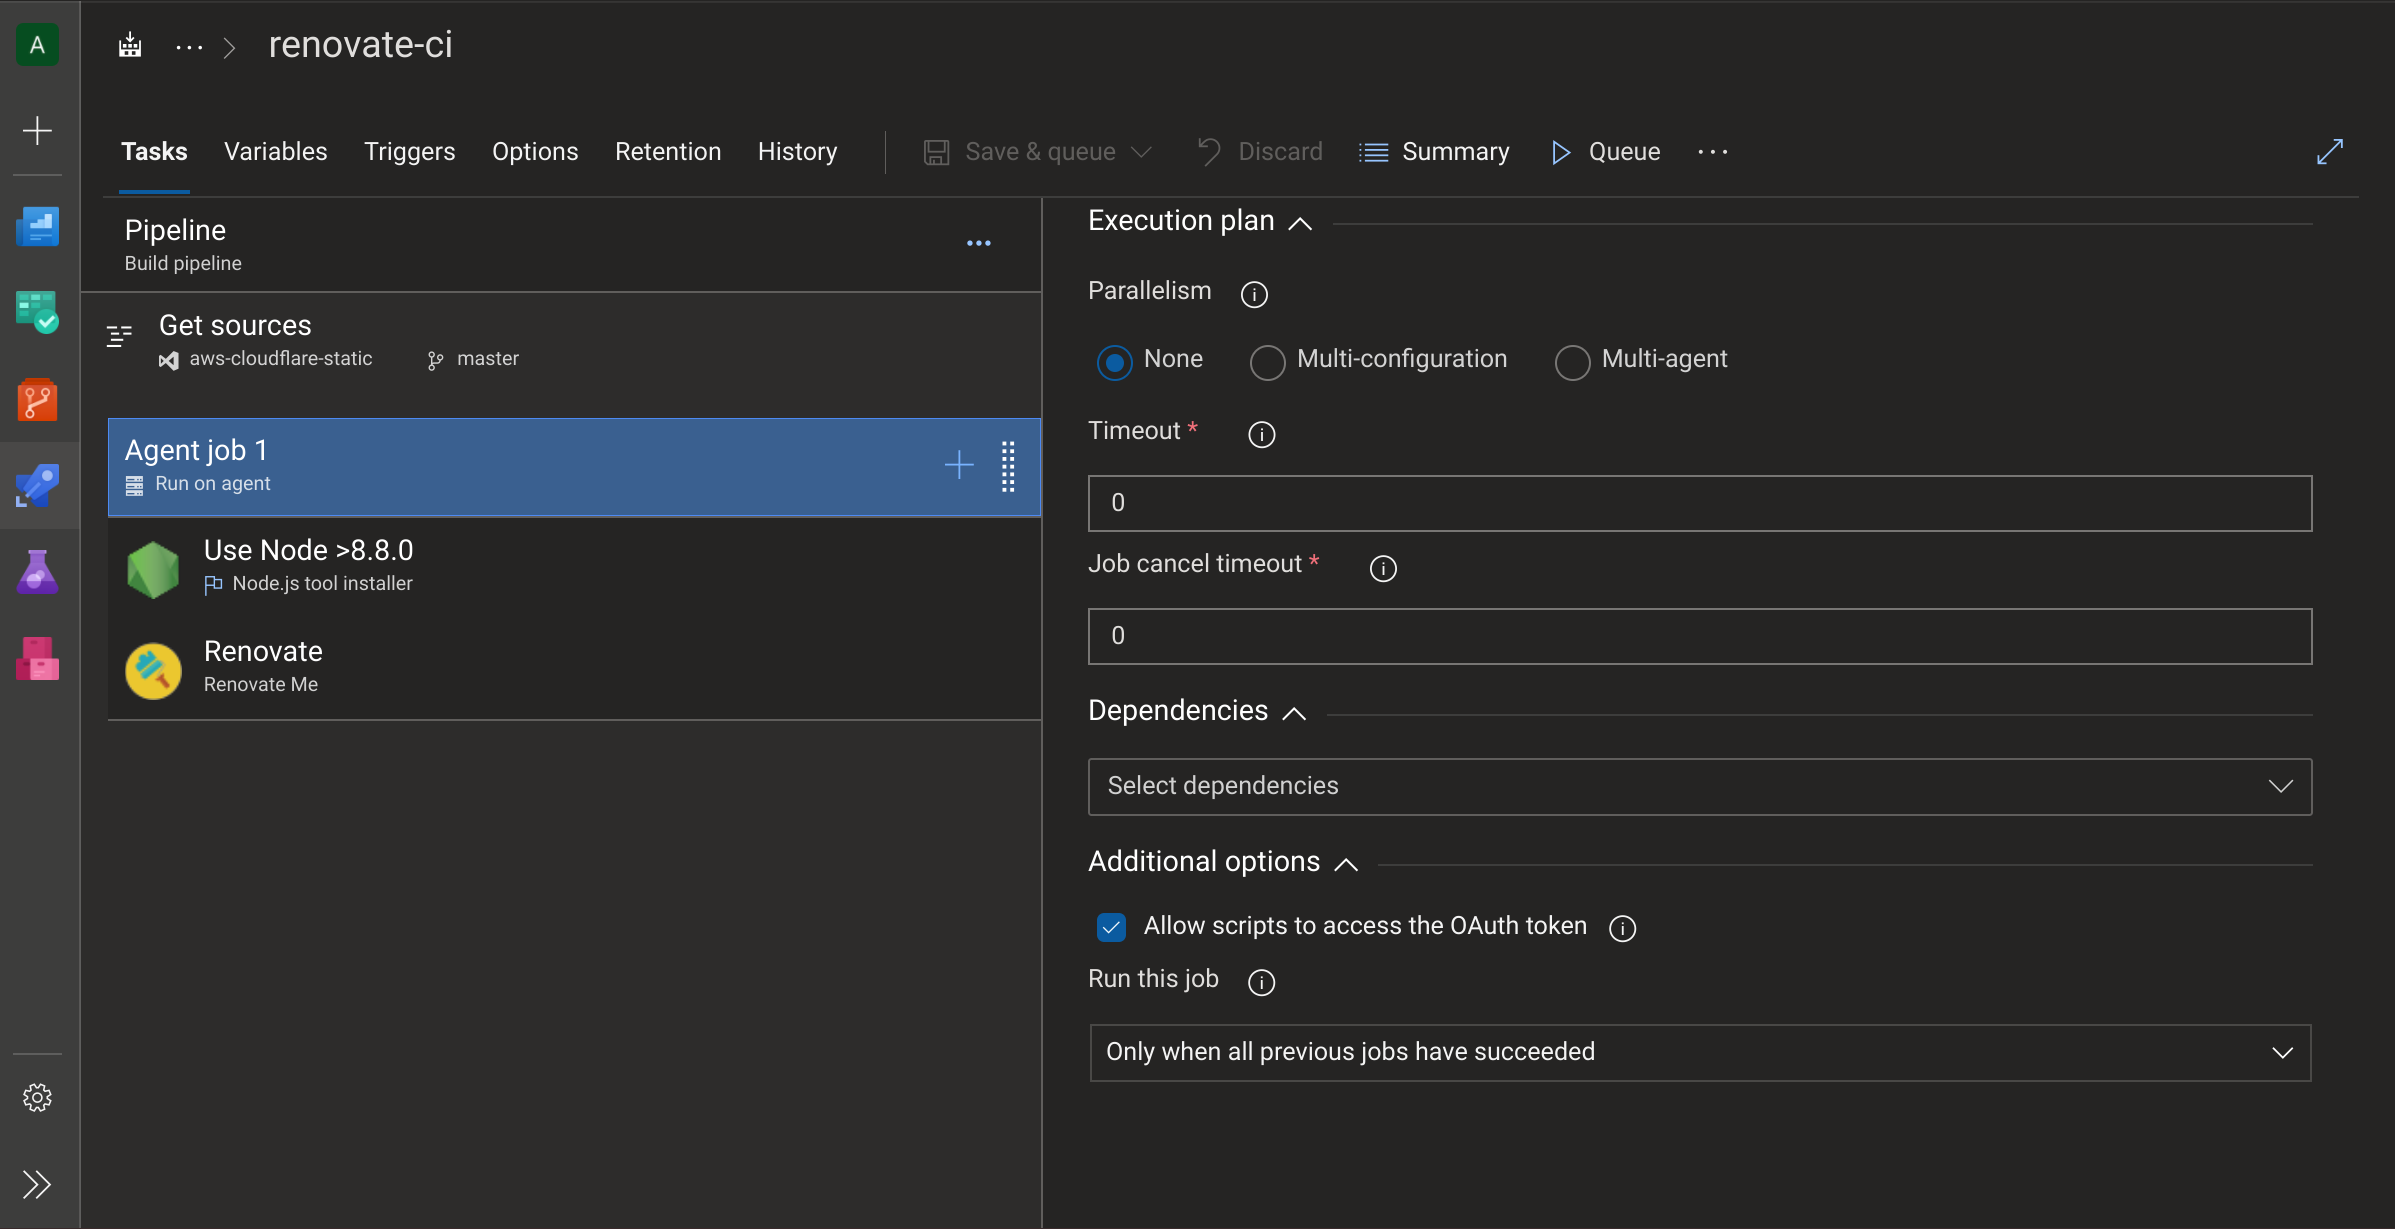 A
... > renovate-ci
Tasks Variables Triggers Options Retention History Save & queue Discard Summary Queue ...
Pipeline
Build pipeline
Get sources
aws-cloudflare-static master
Agent job 1
Run on agent
Use Node >8.8.0
Node.js tool installer
Renovate
Renovate Me
Execution plan
Parallelism
None Multi-configuration Multi-agent
Timeout *
0
Job cancel timeout *
0
Dependencies
Select dependencies
Additional options
Allow scripts to access the OAuth token
Run this job
Only when all previous jobs have succeeded